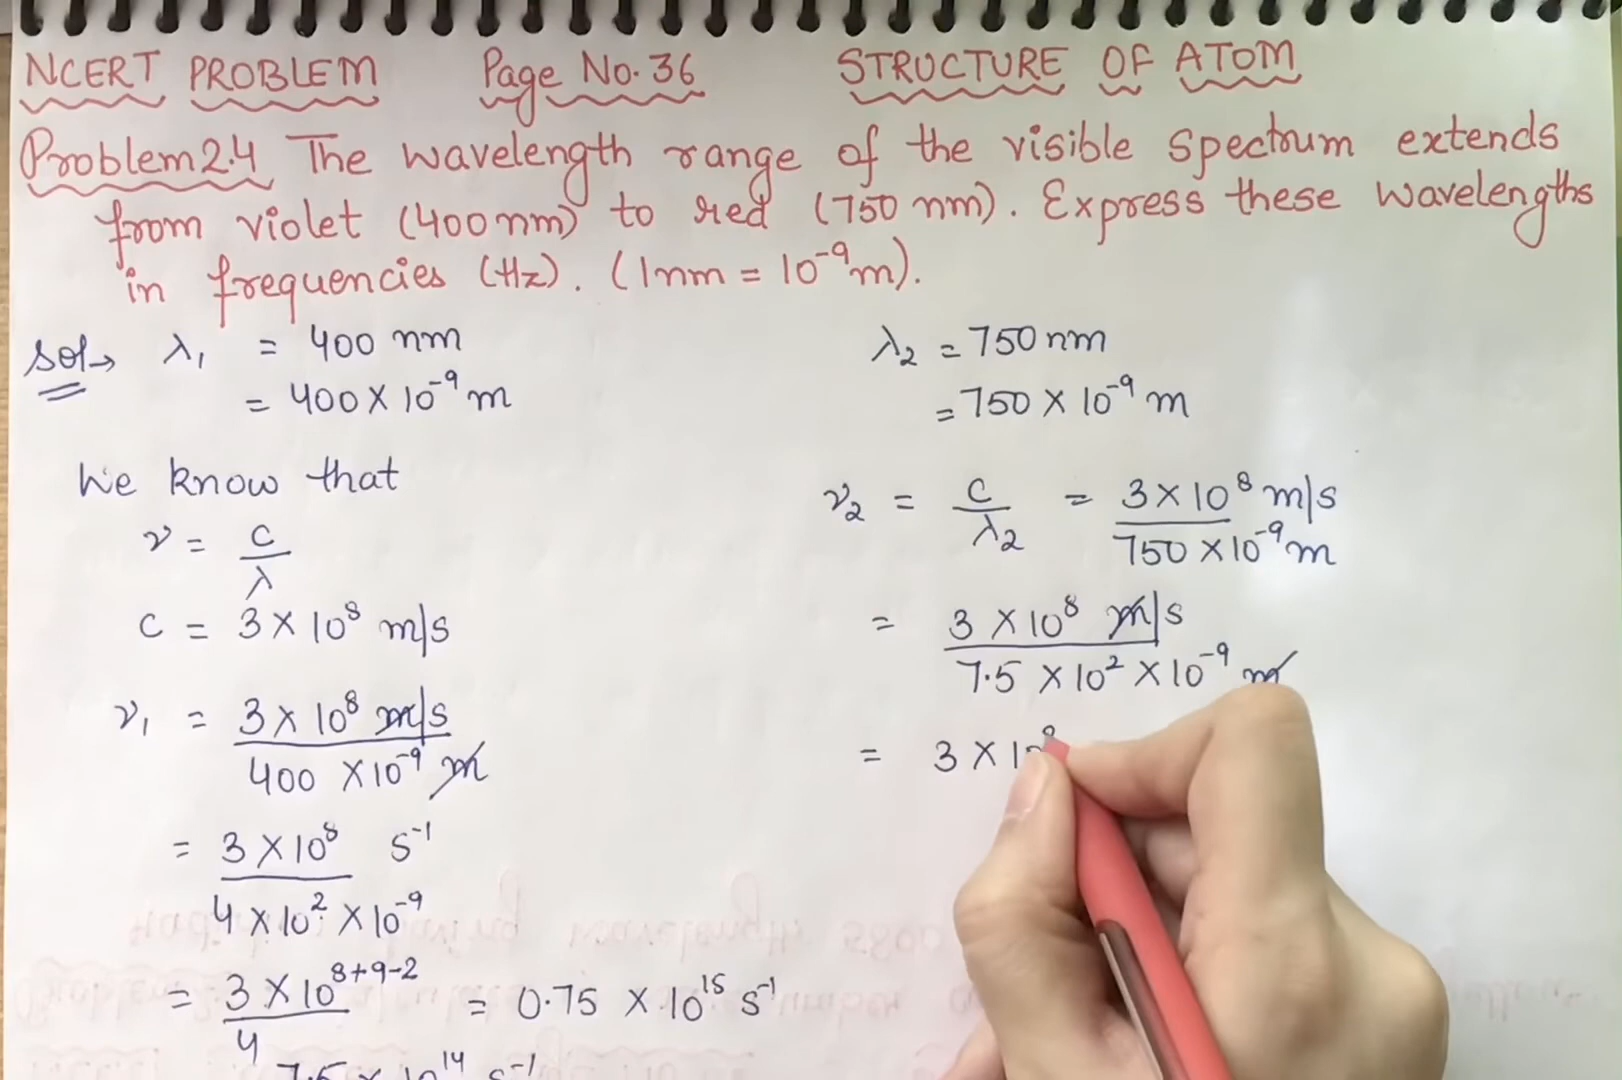 NCERT PROBLEM Page No. 36 STRUCTURE OF ATOM
Problem 2.4 The wavelength range of the visible spectrum extends
from violet (400 nm) to red (750 nm). Express these wavelengths
in frequencies (Hz). (1nm = 10⁻⁹m).
Sol→ λ₁ = 400 nm
= 400 × 10⁻⁹ m
We know that
ν = c/λ
c = 3 × 10⁸ m/s
ν₁ = 3 × 10⁸ m/s / 400 × 10⁻⁹ m
= 3 × 10⁸ / 4 × 10² × 10⁻⁹ s⁻¹
= 3 × 10⁸⁺⁹⁻² / 4 = 0.75 × 10¹⁵ s⁻¹
7.5 × 10¹⁴ s⁻¹
λ₂ = 750 nm
= 750 × 10⁻⁹ m
ν₂ = c/λ₂ = 3 × 10⁸ m/s / 750 × 10⁻⁹ m
= 3 × 10⁸ m/s / 7.5 × 10² × 10⁻⁹ m
= 3 × 10⁸